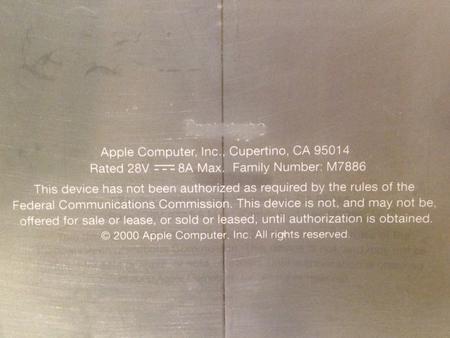 Apple Computer, Inc., Cupertino, CA 95014
Rated 28V ⎓ 8A Max. Family Number: M7886
This device has not been authorized as required by the rules of the
Federal Communications Commission. This device is not, and may not be,
offered for sale or lease, or sold or leased, until authorization is obtained.
© 2000 Apple Computer, Inc. All rights reserved.